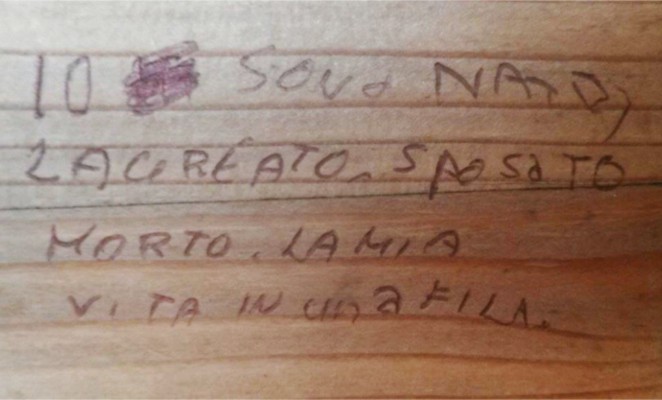 IO SONO NATO,
LAUREATO. SPOSATO
MORTO. LA MIA
VITA IN UNA FILA.